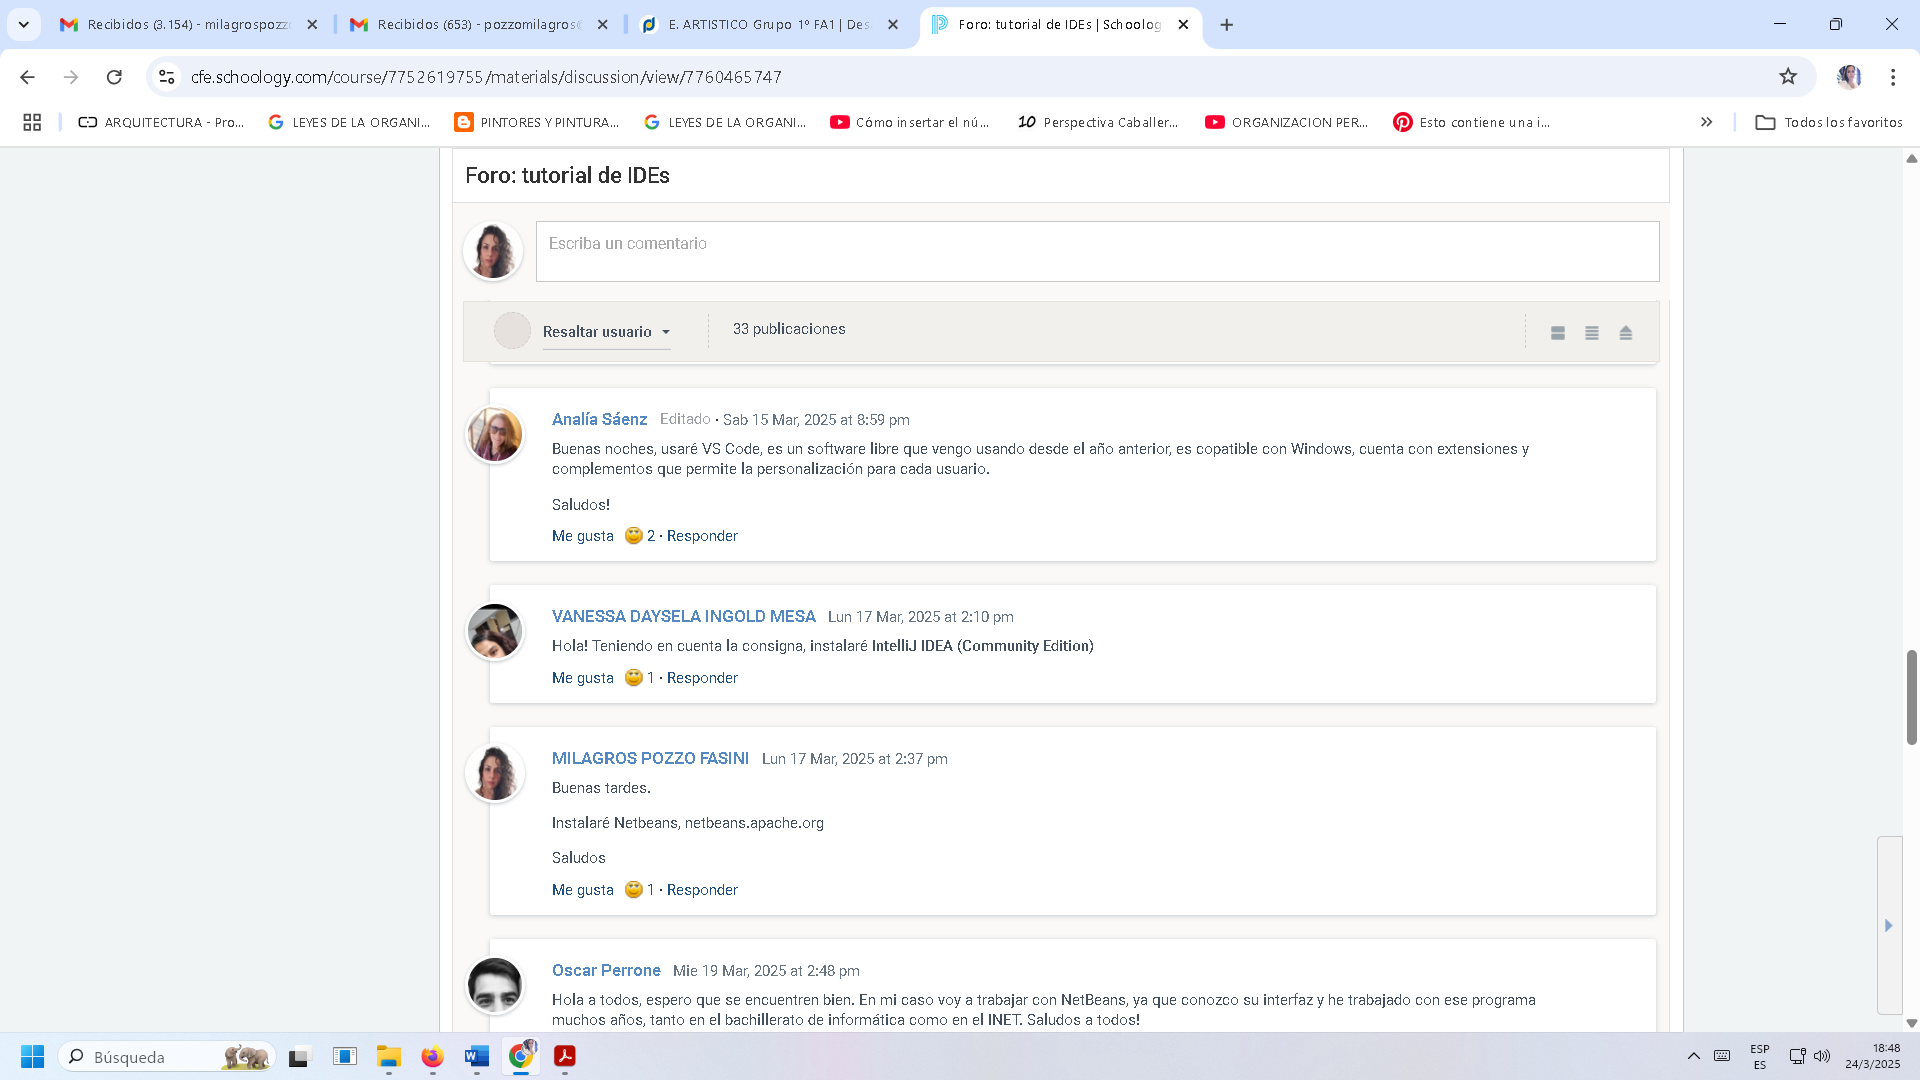 Recibidos (3.154) - milagrospozz
Recibidos (653) - pozzomilagros
E. ARTISTICO Grupo 1º FA1 | Des
Foro: tutorial de IDEs | Schoolog
cfe.schoology.com/course/7752619755/materials/discussion/view/7760465747
ARQUITECTURA - Pro...
LEYES DE LA ORGANI...
PINTORES Y PINTURA...
LEYES DE LA ORGANI...
Cómo insertar el nú...
10 Perspectiva Caballer...
ORGANIZACION PER...
Esto contiene una i...
Todos los favoritos
Foro: tutorial de IDEs
Escriba un comentario
Resaltar usuario
33 publicaciones
Analía Sáenz Editado · Sab 15 Mar, 2025 at 8:59 pm
Buenas noches, usaré VS Code, es un software libre que vengo usando desde el año anterior, es copatible con Windows, cuenta con extensiones y
complementos que permite la personalización para cada usuario.
Saludos!
Me gusta 2 · Responder
VANESSA DAYSELA INGOLD MESA Lun 17 Mar, 2025 at 2:10 pm
Hola! Teniendo en cuenta la consigna, instalaré IntelliJ IDEA (Community Edition)
Me gusta 1 · Responder
MILAGROS POZZO FASINI Lun 17 Mar, 2025 at 2:37 pm
Buenas tardes.
Instalaré Netbeans, netbeans.apache.org
Saludos
Me gusta 1 · Responder
Oscar Perrone Mie 19 Mar, 2025 at 2:48 pm
Hola a todos, espero que se encuentren bien. En mi caso voy a trabajar con NetBeans, ya que conozco su interfaz y he trabajado con ese programa
muchos años, tanto en el bachillerato de informática como en el INET. Saludos a todos!
Búsqueda
ESP
ES
18:48
24/3/2025